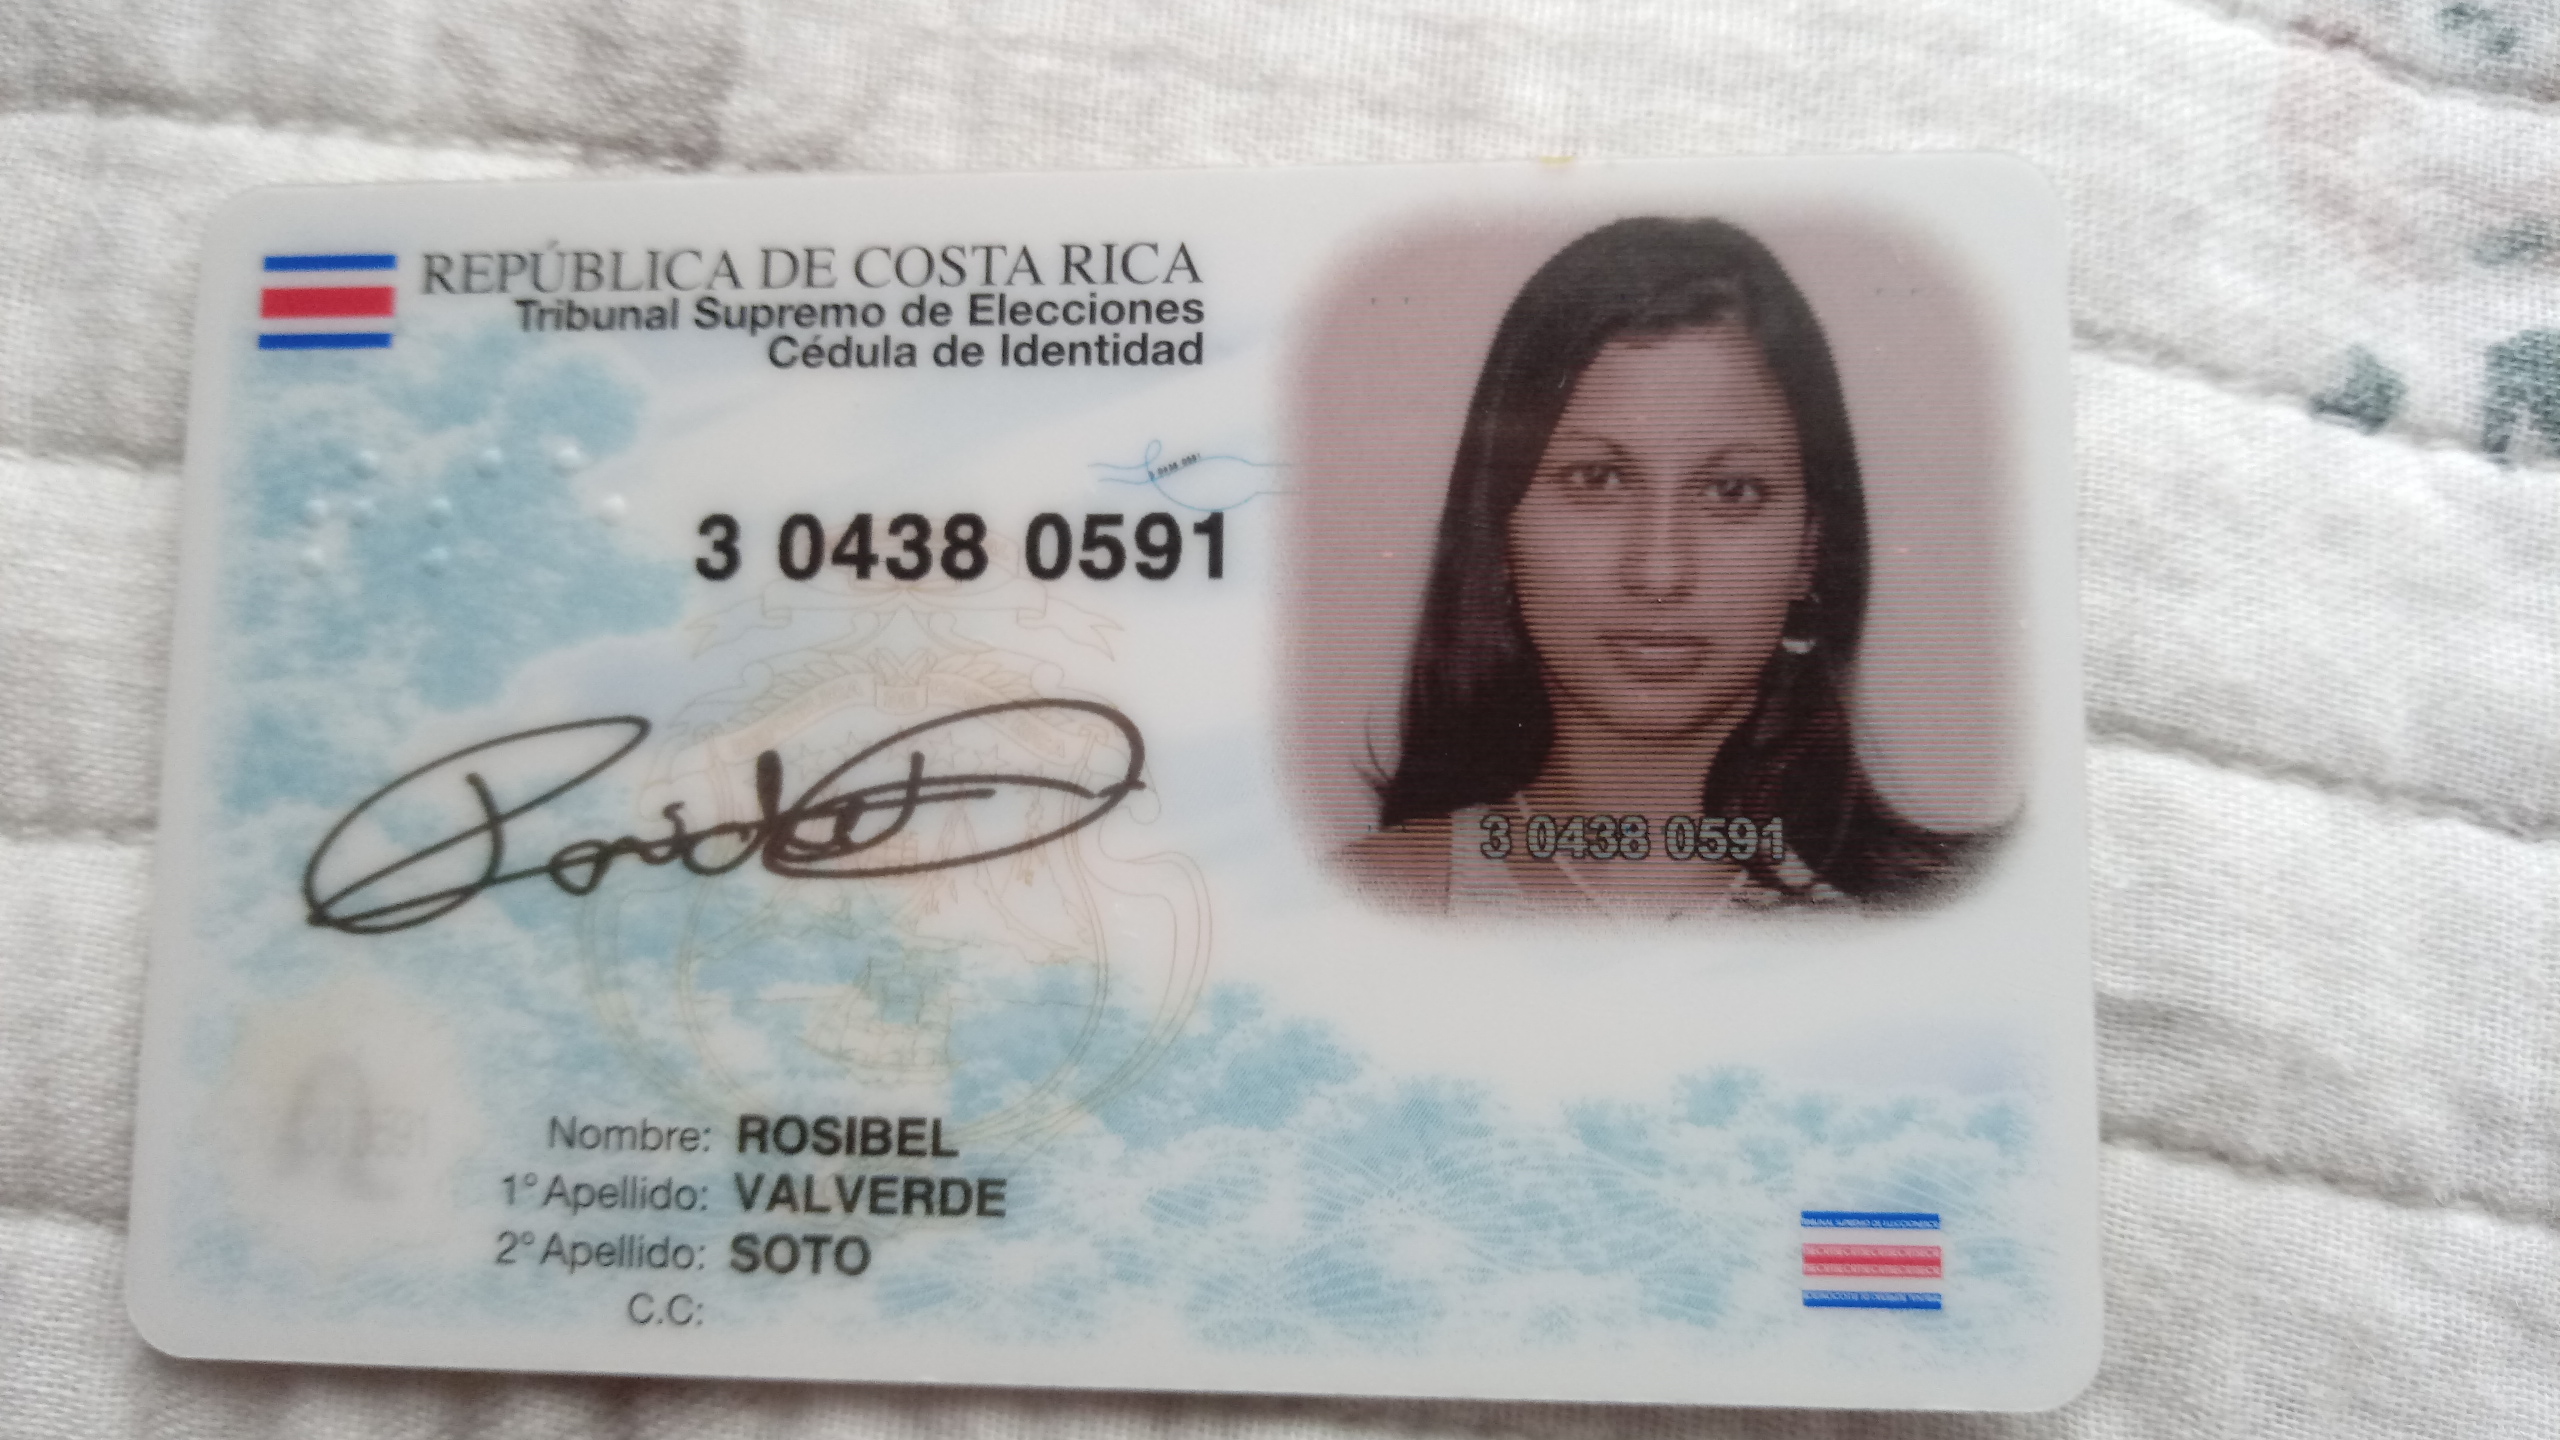 REPÚBLICA DE COSTA RICA
Tribunal Supremo de Elecciones
Cédula de Identidad
3 0438 0591
3 0438 0591
Nombre: ROSIBEL
1° Apellido: VALVERDE
2° Apellido: SOTO
C.C: